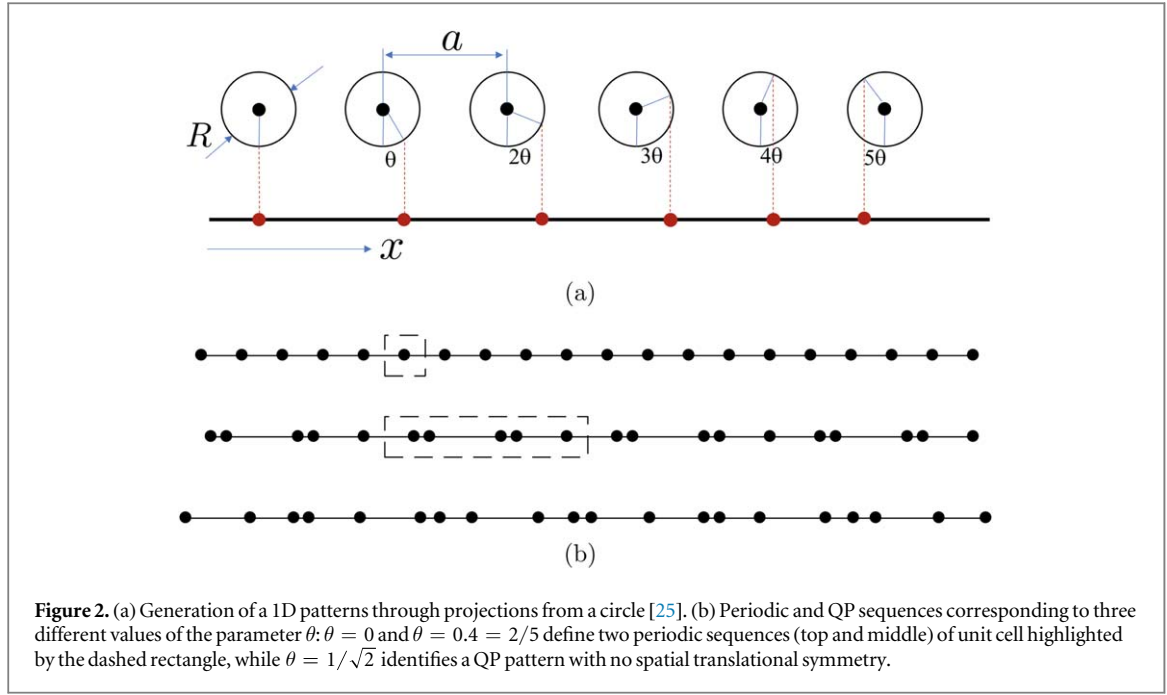 a
R
θ
2θ
3θ
4θ
5θ
x
(a)
(b)
Figure 2. (a) Generation of a 1D patterns through projections from a circle [25]. (b) Periodic and QP sequences corresponding to three
different values of the parameter θ: θ = 0 and θ = 0.4 = 2/5 define two periodic sequences (top and middle) of unit cell highlighted
by the dashed rectangle, while θ = 1/√2 identifies a QP pattern with no spatial translational symmetry.